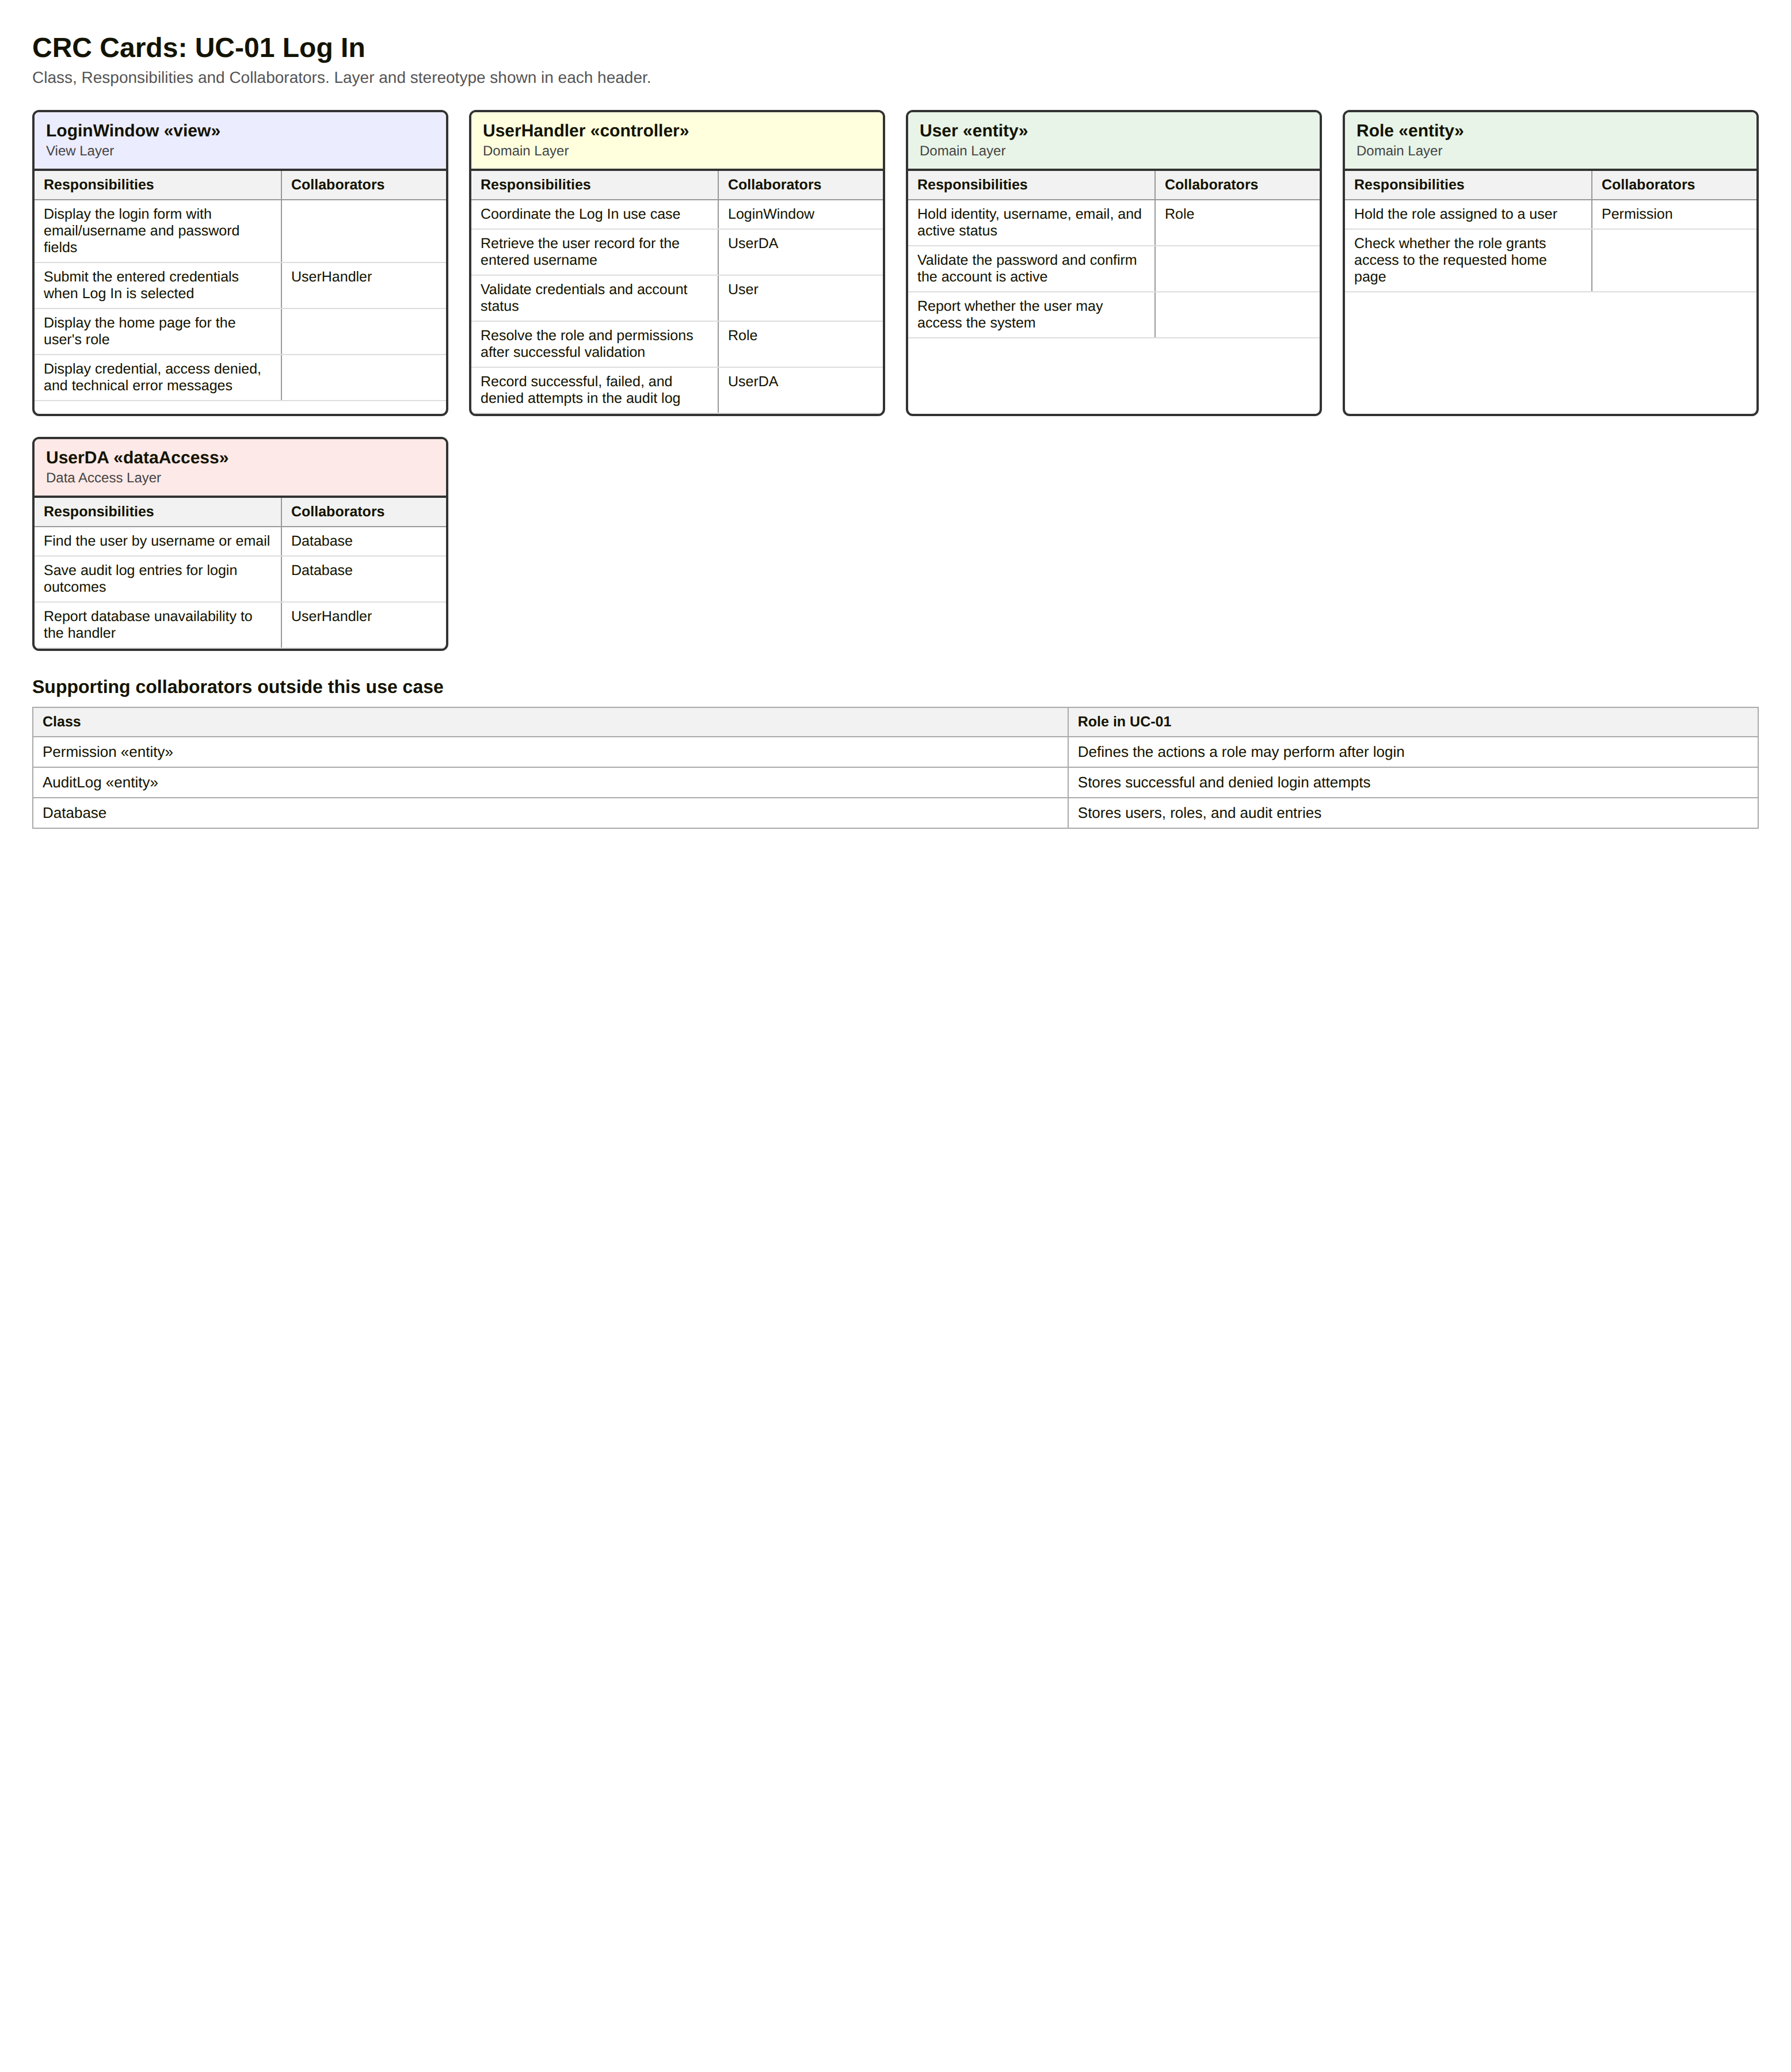 CRC Cards: UC-01 Log In
Class, Responsibilities and Collaborators. Layer and stereotype shown in each header.
LoginWindow «view»
View Layer
Responsibilities Collaborators
Display the login form with
email/username and password
fields
Submit the entered credentials UserHandler
when Log In is selected
Display the home page for the
user's role
Display credential, access denied,
and technical error messages
UserHandler «controller»
Domain Layer
Responsibilities Collaborators
Coordinate the Log In use case LoginWindow
Retrieve the user record for the UserDA
entered username
Validate credentials and account User
status
Resolve the role and permissions Role
after successful validation
Record successful, failed, and UserDA
denied attempts in the audit log
User «entity»
Domain Layer
Responsibilities Collaborators
Hold identity, username, email, and Role
active status
Validate the password and confirm
the account is active
Report whether the user may
access the system
Role «entity»
Domain Layer
Responsibilities Collaborators
Hold the role assigned to a user Permission
Check whether the role grants
access to the requested home
page
UserDA «dataAccess»
Data Access Layer
Responsibilities Collaborators
Find the user by username or email Database
Save audit log entries for login Database
outcomes
Report database unavailability to UserHandler
the handler
Supporting collaborators outside this use case
Class Role in UC-01
Permission «entity» Defines the actions a role may perform after login
AuditLog «entity» Stores successful and denied login attempts
Database Stores users, roles, and audit entries